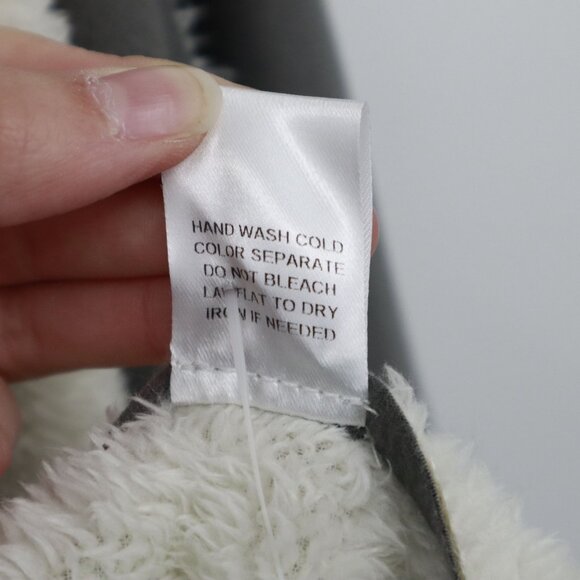 HAND WASH COLD
COLOR SEPARATE
DO NOT BLEACH
LAY FLAT TO DRY
IRON IF NEEDED